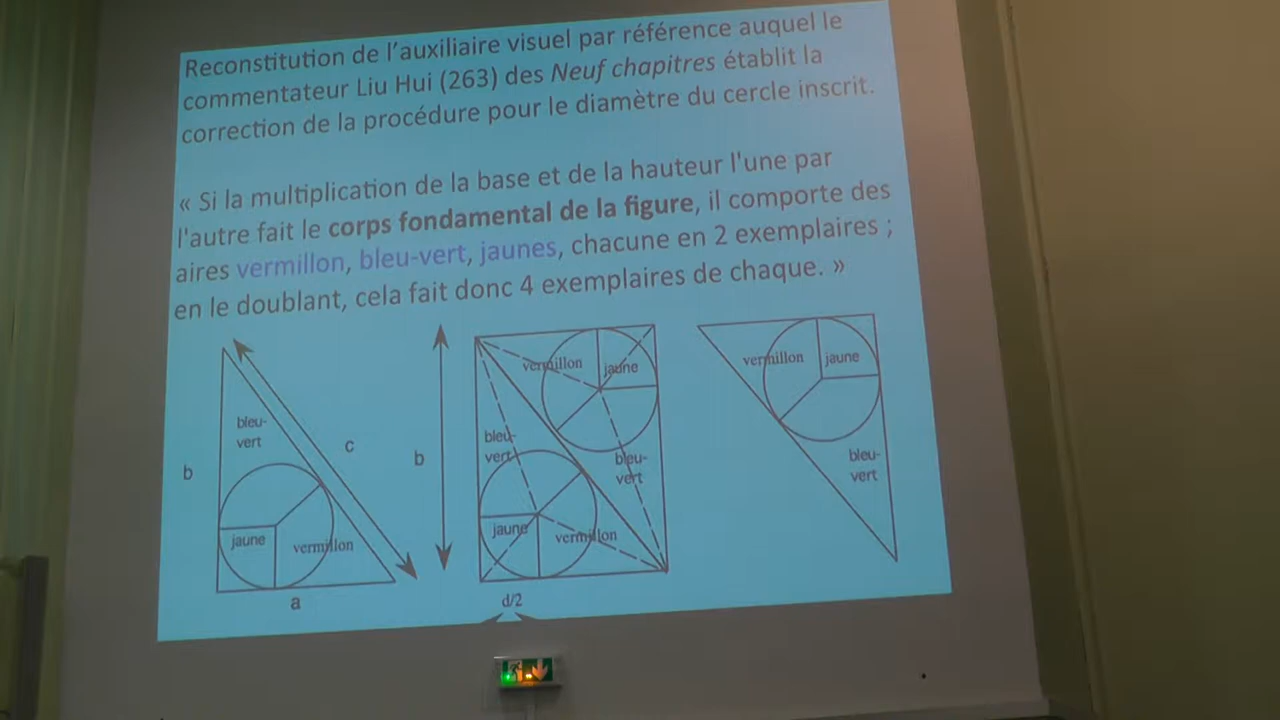 Reconstitution de l'auxiliaire visuel par référence auquel le
commentateur Liu Hui (263) des Neuf chapitres établit la
correction de la procédure pour le diamètre du cercle inscrit.
« Si la multiplication de la base et de la hauteur l'une par
l'autre fait le corps fondamental de la figure, il comporte des
aires vermillon, bleu-vert, jaunes, chacune en 2 exemplaires ;
en le doublant, cela fait donc 4 exemplaires de chaque. »
bleu-
vert
b
c
jaune
vermillon
a
b
vermillon
jaune
bleu-
vert
bleu-
vert
jaune
vermillon
d/2
vermillon
jaune
bleu-
vert